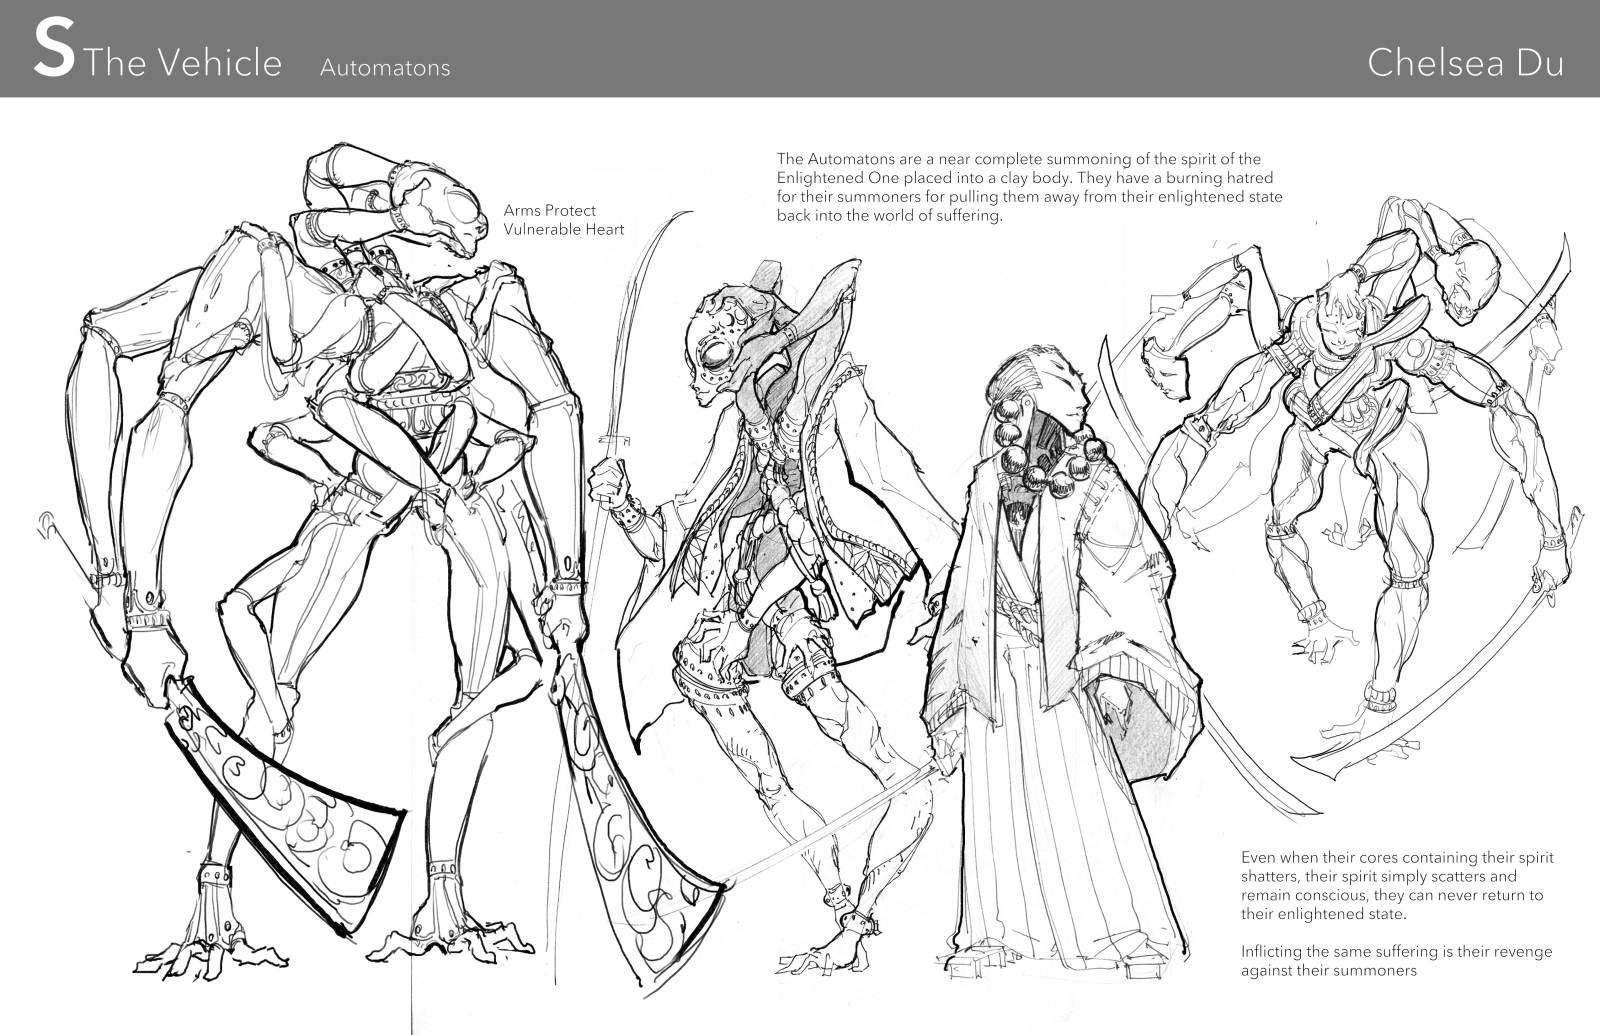 S The Vehicle Automatons Chelsea Du
Arms Protect
Vulnerable Heart
The Automatons are a near complete summoning of the spirit of the
Enlightened One placed into a clay body. They have a burning hatred
for their summoners for pulling them away from their enlightened state
back into the world of suffering.
Even when their cores containing their spirit
shatters, their spirit simply scatters and
remain conscious, they can never return to
their enlightened state.
Inflicting the same suffering is their revenge
against their summoners